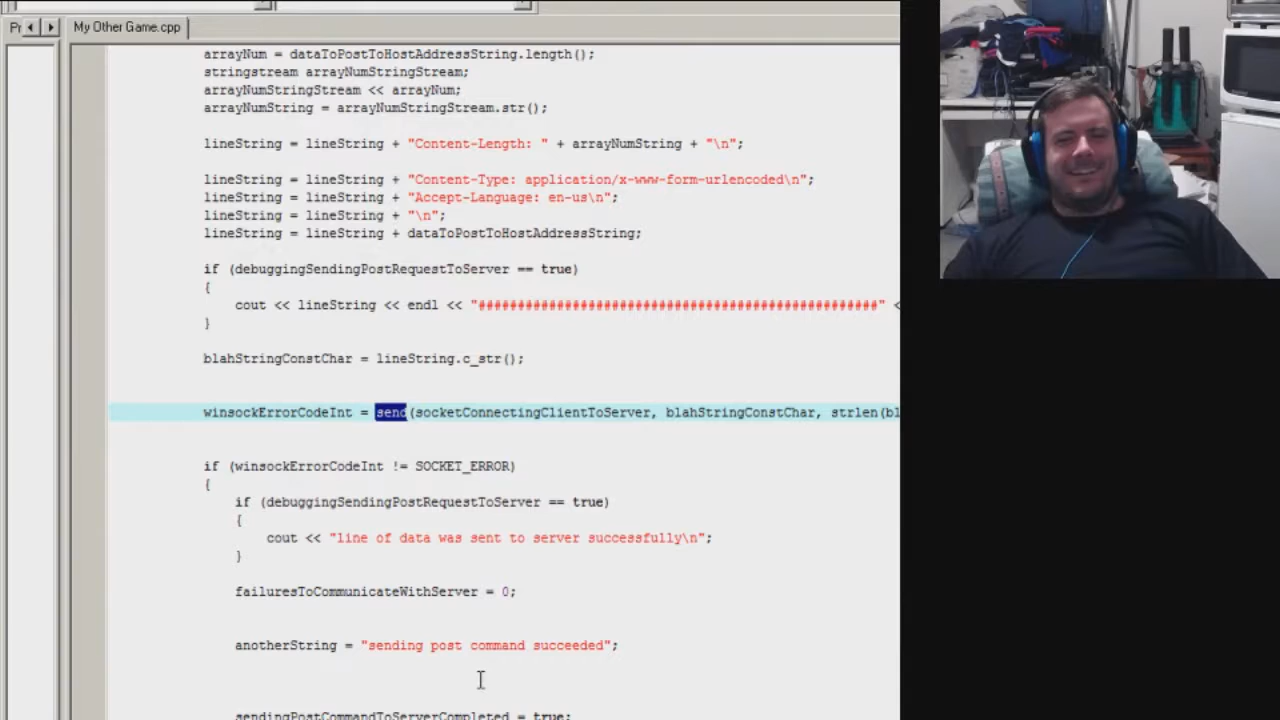 Pr
My Other Game.cpp
arrayNum = dataToPostToHostAddressString.length();
stringstream arrayNumStringStream;
arrayNumStringStream << arrayNum;
arrayNumString = arrayNumStringStream.str();
lineString = lineString + "Content-Length: " + arrayNumString + "\n";
lineString = lineString + "Content-Type: application/x-www-form-urlencoded\n";
lineString = lineString + "Accept-Language: en-us\n";
lineString = lineString + "\n";
lineString = lineString + dataToPostToHostAddressString;
if (debuggingSendingPostRequestToServer == true)
{
cout << lineString << endl << "##################################################" <
}
blahStringConstChar = lineString.c_str();
winsockErrorCodeInt = send(socketConnectingClientToServer, blahStringConstChar, strlen(bl
if (winsockErrorCodeInt != SOCKET_ERROR)
{
if (debuggingSendingPostRequestToServer == true)
{
cout << "line of data was sent to server successfully\n";
}
failuresToCommunicateWithServer = 0;
anotherString = "sending post command succeeded";
sendingPostCommandToServerCompleted = true;